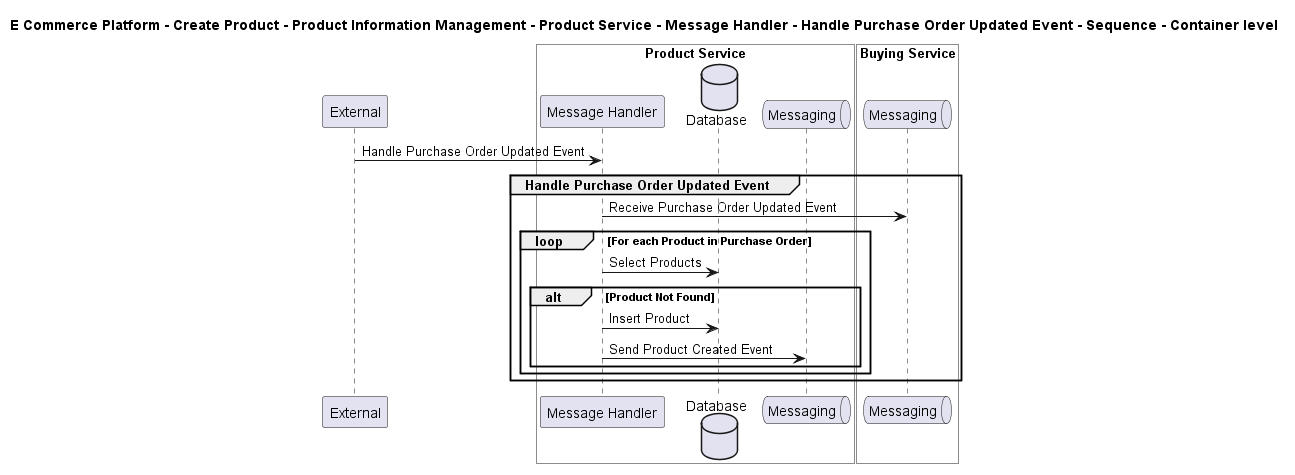 E Commerce Platform - Create Product - Product Information Management - Product Service - Message Handler - Handle Purchase Order Updated Event - Sequence - Container level
Product Service
Buying Service
External
Message Handler
Database
Messaging
Messaging
Handle Purchase Order Updated Event
Handle Purchase Order Updated Event
Receive Purchase Order Updated Event
loop [For each Product in Purchase Order]
Select Products
alt [Product Not Found]
Insert Product
Send Product Created Event
External
Message Handler
Database
Messaging
Messaging